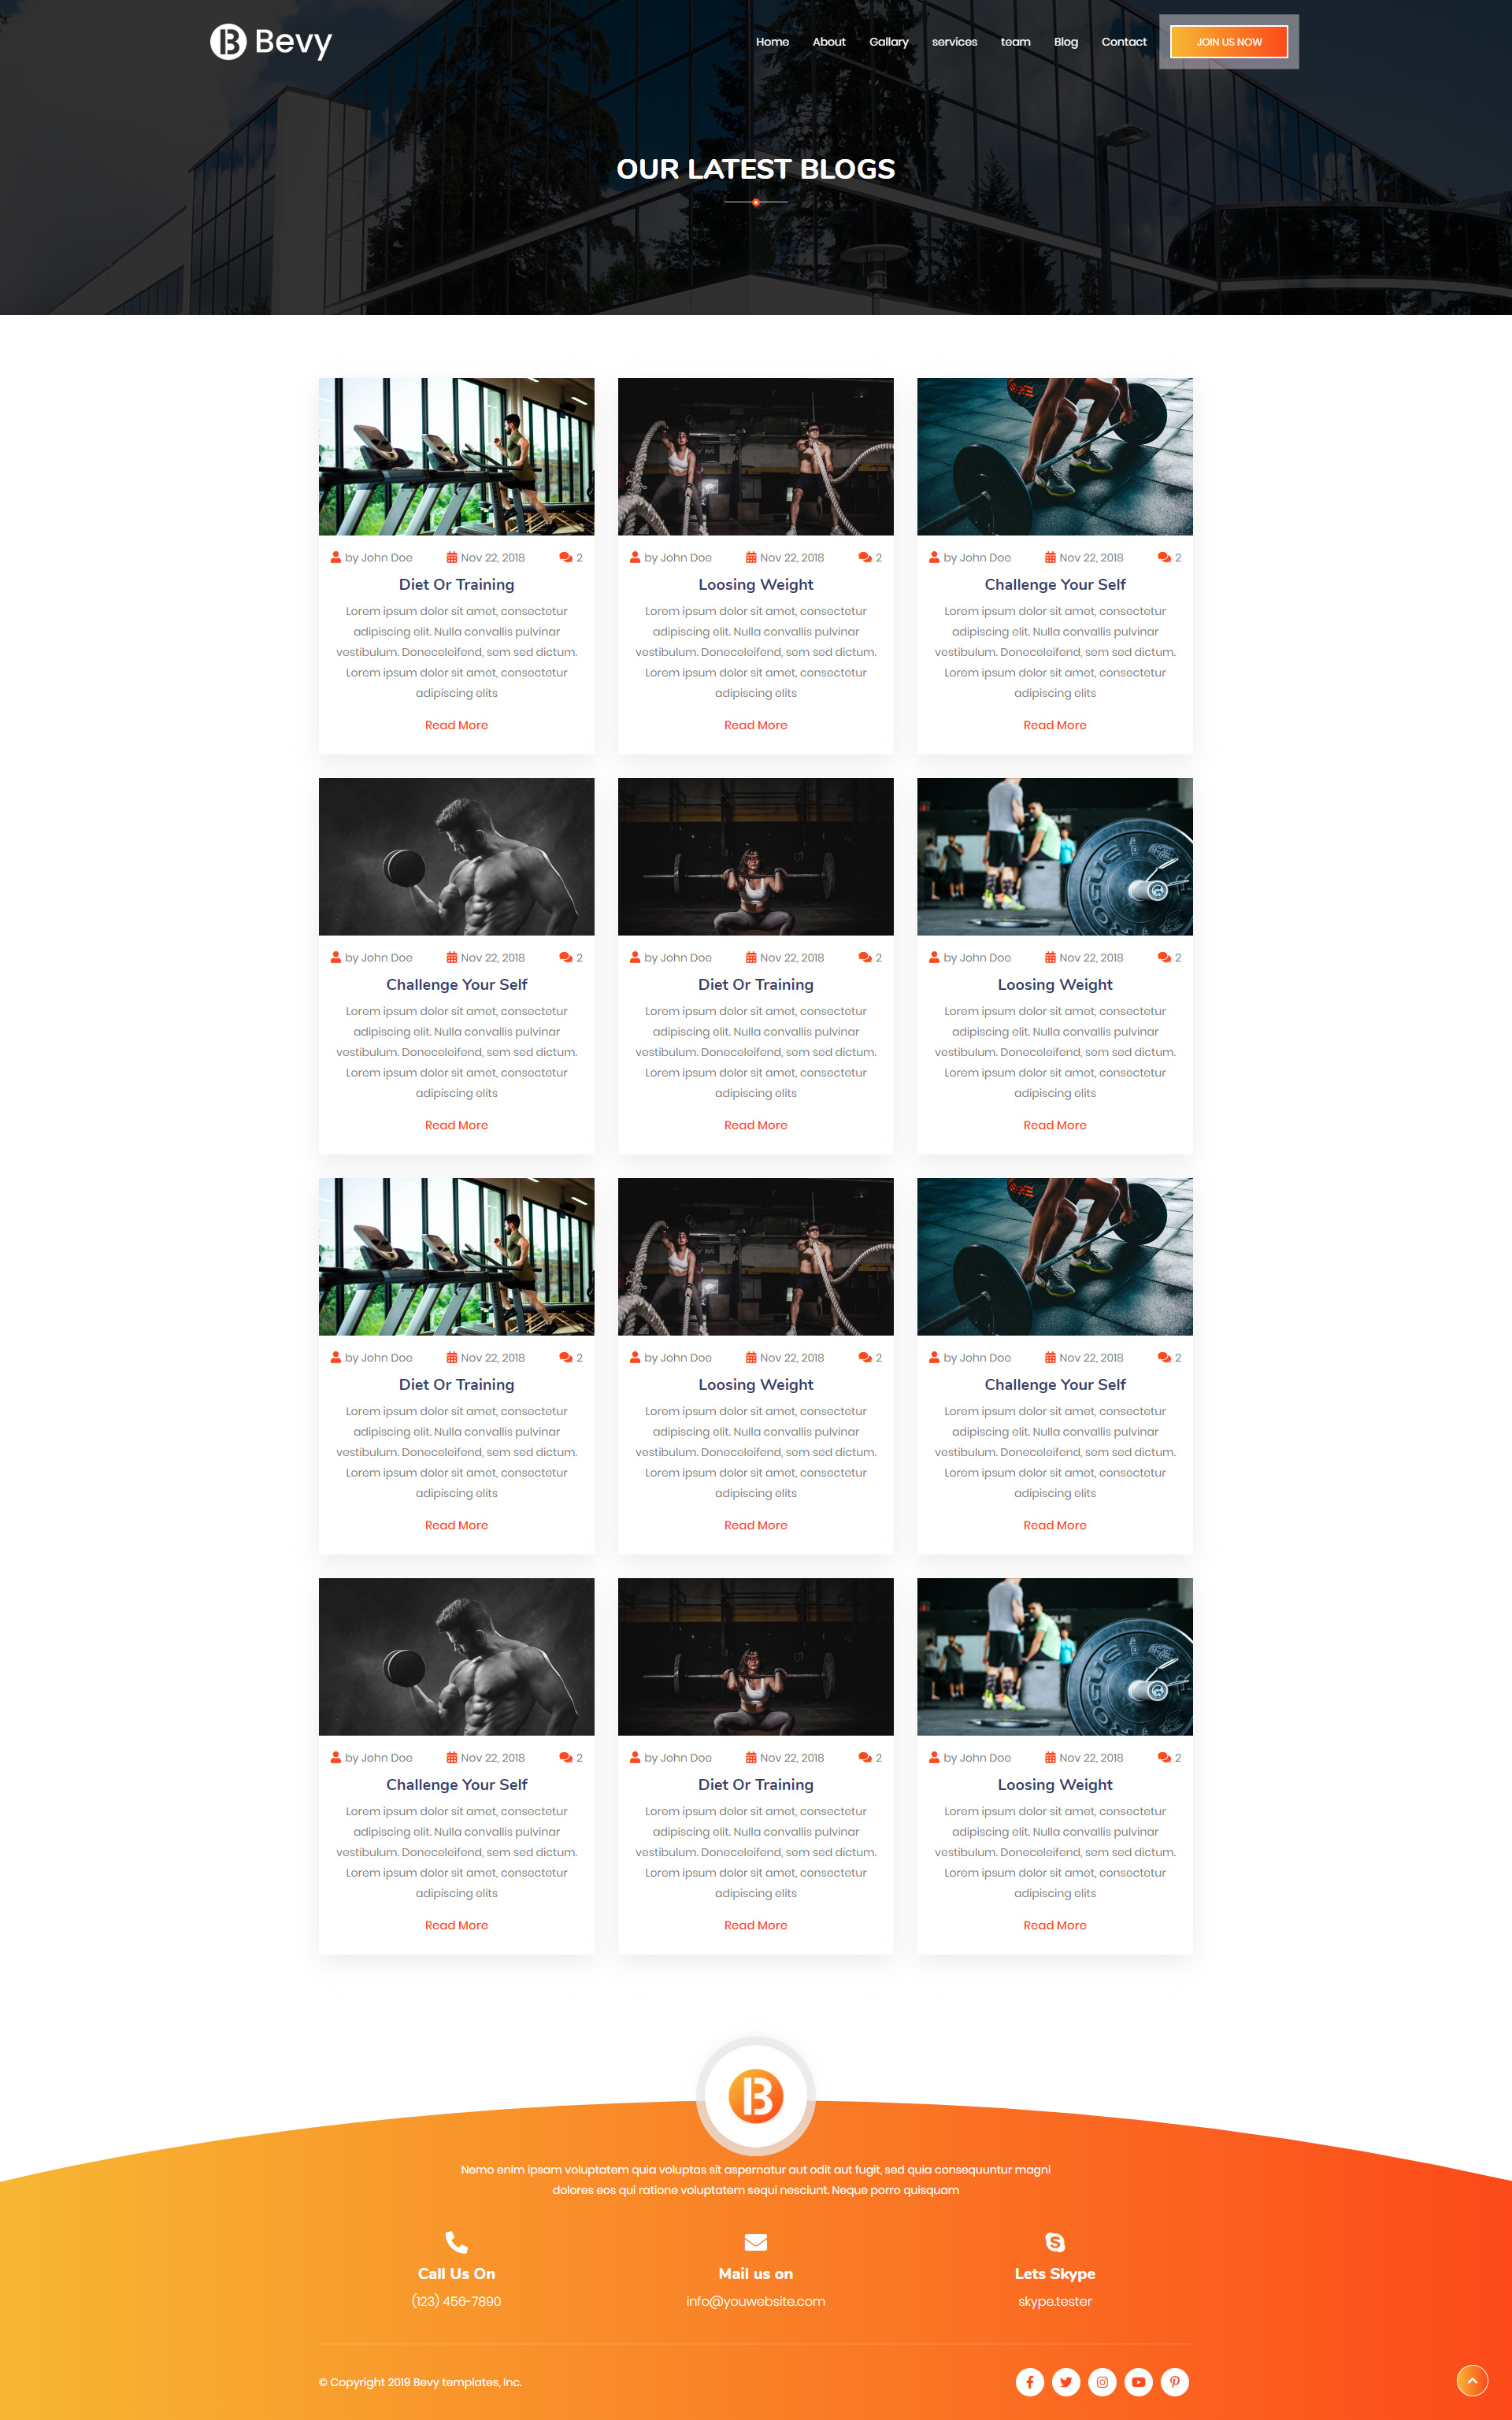 Bevy
Home About Gallary services team Blog Contact JOIN US NOW
OUR LATEST BLOGS
by John Doe Nov 22, 2018 2
Diet Or Training
Lorem ipsum dolor sit amet, consectetur
adipiscing elit. Nulla convallis pulvinar
vestibulum. Doneceleifend, sem sed dictum.
Lorem ipsum dolor sit amet, consectetur
adipiscing elits
Read More
by John Doe Nov 22, 2018 2
Loosing Weight
Lorem ipsum dolor sit amet, consectetur
adipiscing elit. Nulla convallis pulvinar
vestibulum. Doneceleifend, sem sed dictum.
Lorem ipsum dolor sit amet, consectetur
adipiscing elits
Read More
by John Doe Nov 22, 2018 2
Challenge Your Self
Lorem ipsum dolor sit amet, consectetur
adipiscing elit. Nulla convallis pulvinar
vestibulum. Doneceleifend, sem sed dictum.
Lorem ipsum dolor sit amet, consectetur
adipiscing elits
Read More
by John Doe Nov 22, 2018 2
Challenge Your Self
Lorem ipsum dolor sit amet, consectetur
adipiscing elit. Nulla convallis pulvinar
vestibulum. Doneceleifend, sem sed dictum.
Lorem ipsum dolor sit amet, consectetur
adipiscing elits
Read More
by John Doe Nov 22, 2018 2
Diet Or Training
Lorem ipsum dolor sit amet, consectetur
adipiscing elit. Nulla convallis pulvinar
vestibulum. Doneceleifend, sem sed dictum.
Lorem ipsum dolor sit amet, consectetur
adipiscing elits
Read More
ROGUE
by John Doe Nov 22, 2018 2
Loosing Weight
Lorem ipsum dolor sit amet, consectetur
adipiscing elit. Nulla convallis pulvinar
vestibulum. Doneceleifend, sem sed dictum.
Lorem ipsum dolor sit amet, consectetur
adipiscing elits
Read More
by John Doe Nov 22, 2018 2
Diet Or Training
Lorem ipsum dolor sit amet, consectetur
adipiscing elit. Nulla convallis pulvinar
vestibulum. Doneceleifend, sem sed dictum.
Lorem ipsum dolor sit amet, consectetur
adipiscing elits
Read More
by John Doe Nov 22, 2018 2
Loosing Weight
Lorem ipsum dolor sit amet, consectetur
adipiscing elit. Nulla convallis pulvinar
vestibulum. Doneceleifend, sem sed dictum.
Lorem ipsum dolor sit amet, consectetur
adipiscing elits
Read More
by John Doe Nov 22, 2018 2
Challenge Your Self
Lorem ipsum dolor sit amet, consectetur
adipiscing elit. Nulla convallis pulvinar
vestibulum. Doneceleifend, sem sed dictum.
Lorem ipsum dolor sit amet, consectetur
adipiscing elits
Read More
by John Doe Nov 22, 2018 2
Challenge Your Self
Lorem ipsum dolor sit amet, consectetur
adipiscing elit. Nulla convallis pulvinar
vestibulum. Doneceleifend, sem sed dictum.
Lorem ipsum dolor sit amet, consectetur
adipiscing elits
Read More
by John Doe Nov 22, 2018 2
Diet Or Training
Lorem ipsum dolor sit amet, consectetur
adipiscing elit. Nulla convallis pulvinar
vestibulum. Doneceleifend, sem sed dictum.
Lorem ipsum dolor sit amet, consectetur
adipiscing elits
Read More
ROGUE
by John Doe Nov 22, 2018 2
Loosing Weight
Lorem ipsum dolor sit amet, consectetur
adipiscing elit. Nulla convallis pulvinar
vestibulum. Doneceleifend, sem sed dictum.
Lorem ipsum dolor sit amet, consectetur
adipiscing elits
Read More
B
Nemo enim ipsam voluptatem quia voluptas sit aspernatur aut odit aut fugit, sed quia consequuntur magni
dolores eos qui ratione voluptatem sequi nesciunt. Neque porro quisquam
Call Us On
(123) 456-7890
Mail us on
info@youwebsite.com
Lets Skype
skype.tester
© Copyright 2019 Bevy templates, Inc.